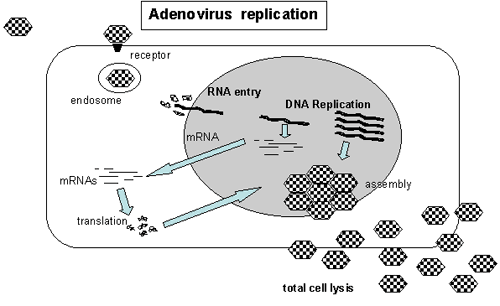 Adenovirus replication
receptor
endosome
RNA entry
DNA Replication
mRNA
mRNAs
assembly
translation
total cell lysis